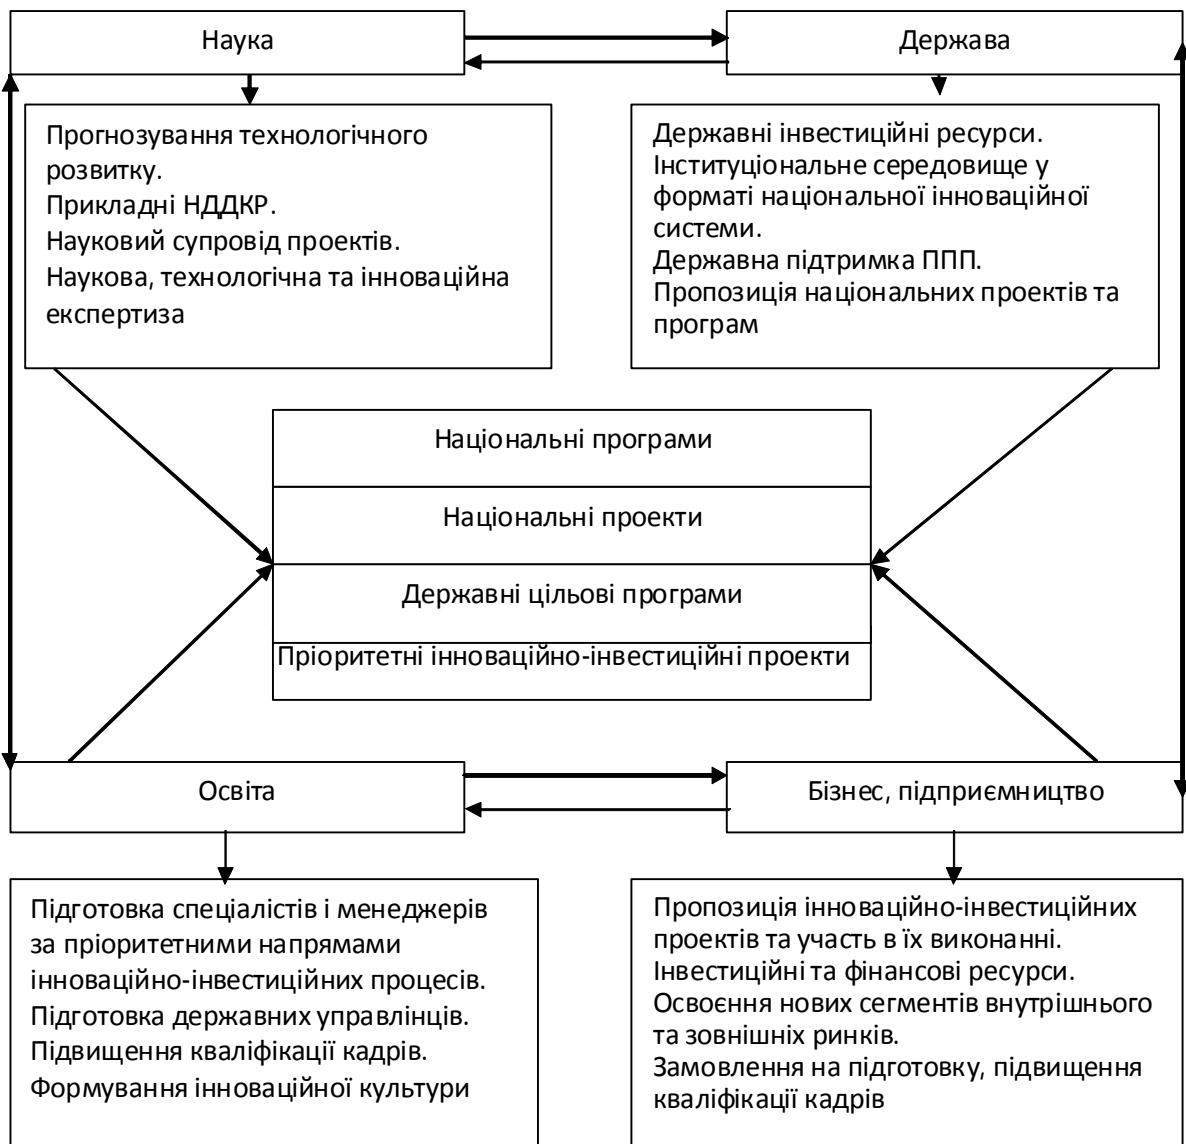 Наука
Держава
Прогнозування технологічного
розвитку.
Прикладні НДДКР.
Науковий супровід проектів.
Наукова, технологічна та інноваційна
експертиза
Державні інвестиційні ресурси.
Інституціональне середовище у
форматі національної інноваційної
системи.
Державна підтримка ППП.
Пропозиція національних проектів та
програм
Національні програми
Національні проекти
Державні цільові програми
Пріоритетні інноваційно-інвестиційні проекти
Освіта
Бізнес, підприємництво
Підготовка спеціалістів і менеджерів
за пріоритетними напрямами
інноваційно-інвестиційних процесів.
Підготовка державних управлінців.
Підвищення кваліфікації кадрів.
Формування інноваційної культури
Пропозиція інноваційно-інвестиційних
проектів та участь в їх виконанні.
Інвестиційні та фінансові ресурси.
Освоєння нових сегментів внутрішнього
та зовнішніх ринків.
Замовлення на підготовку, підвищення
кваліфікації кадрів